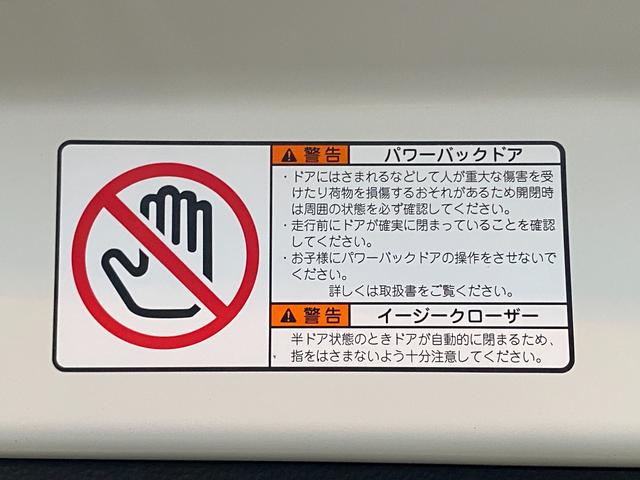 警告 パワーバックドア
・ドアにはさまれるなどして人が重大な傷害を受
けたり荷物を損傷するおそれがあるため開閉時
は周囲の状態を必ず確認してください。
・走行前にドアが確実に閉まっていることを確認
してください。
・お子様にパワーバックドアの操作をさせないで
ください。
詳しくは取扱書をご覧ください。
警告 イージークローザー
半ドア状態のときドアが自動的に閉まるため、
指をはさまないよう十分注意してください。